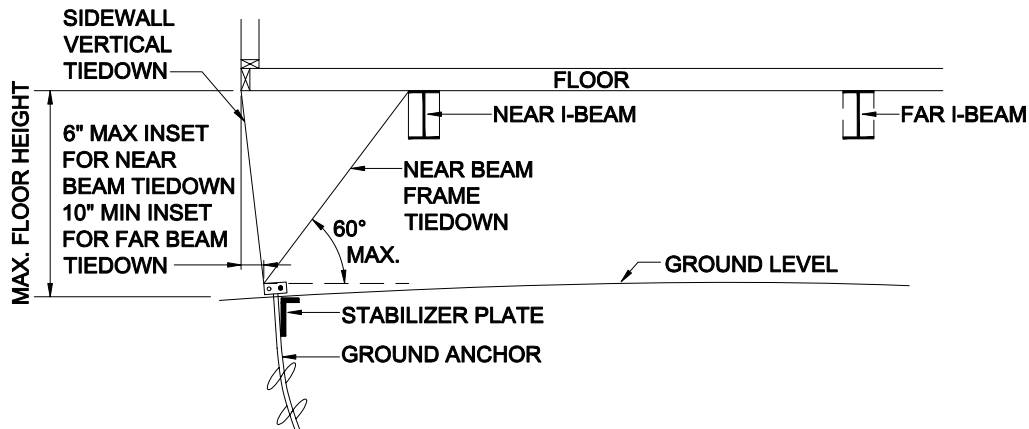 SIDEWALL
VERTICAL
TIEDOWN
FLOOR
NEAR I-BEAM
FAR I-BEAM
MAX. FLOOR HEIGHT
6" MAX INSET
FOR NEAR
BEAM TIEDOWN
10" MIN INSET
FOR FAR BEAM
TIEDOWN
NEAR BEAM
FRAME
TIEDOWN
60°
MAX.
GROUND LEVEL
STABILIZER PLATE
GROUND ANCHOR